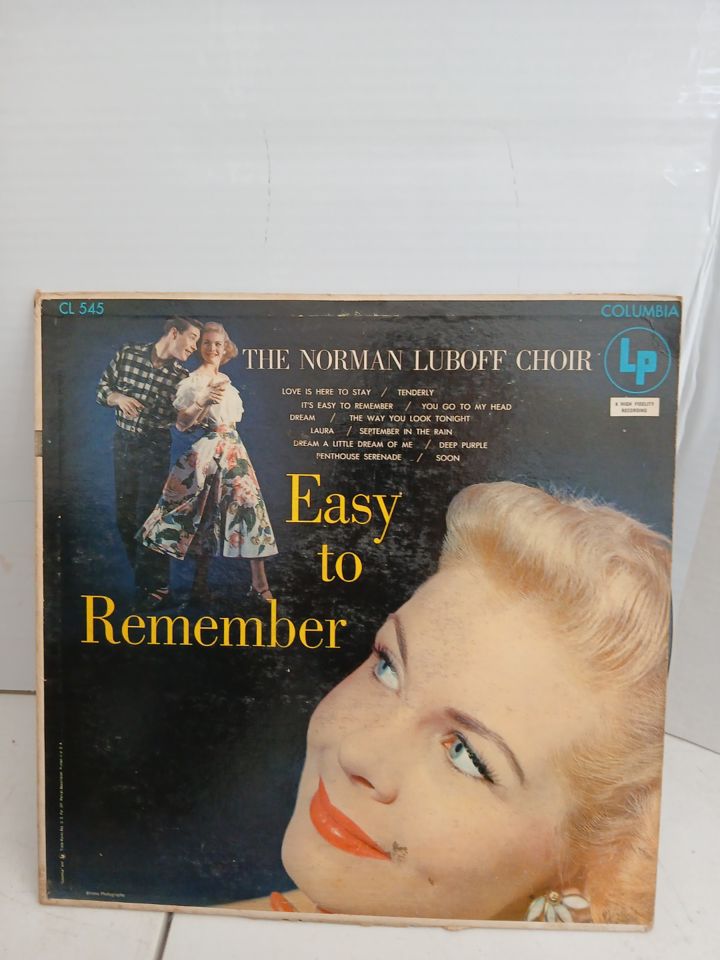 CL 545
COLUMBIA
Lp
A HIGH FIDELITY
RECORDING
THE NORMAN LUBOFF CHOIR
LOVE IS HERE TO STAY / TENDERLY
IT'S EASY TO REMEMBER / YOU GO TO MY HEAD
DREAM / THE WAY YOU LOOK TONIGHT
LAURA / SEPTEMBER IN THE RAIN
DREAM A LITTLE DREAM OF ME / DEEP PURPLE
PENTHOUSE SERENADE / SOON
Easy
to
Remember
Photography